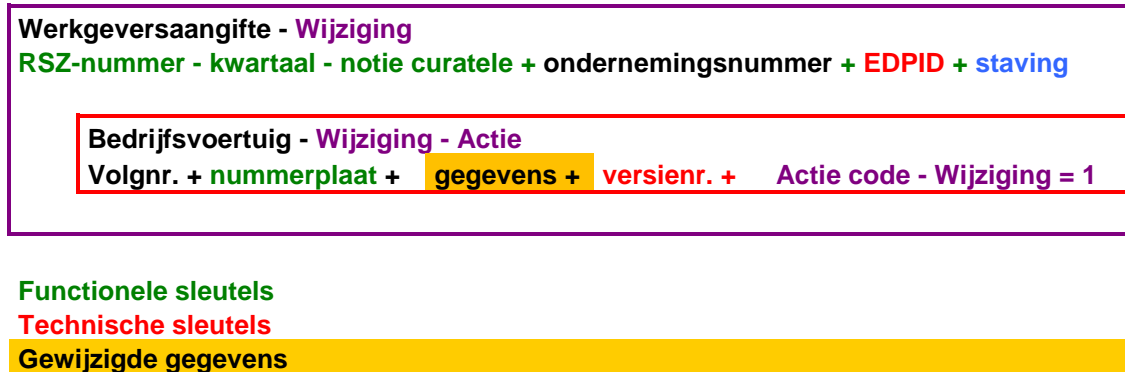 Werkgeversaangifte - Wijziging
RSZ-nummer - kwartaal - notie curatele + ondernemingsnummer + EDPID + staving
Bedrijfsvoertuig - Wijziging - Actie
Volgnr. + nummerplaat + gegevens + versienr. + Actie code - Wijziging = 1
Functionele sleutels
Technische sleutels
Gewijzigde gegevens